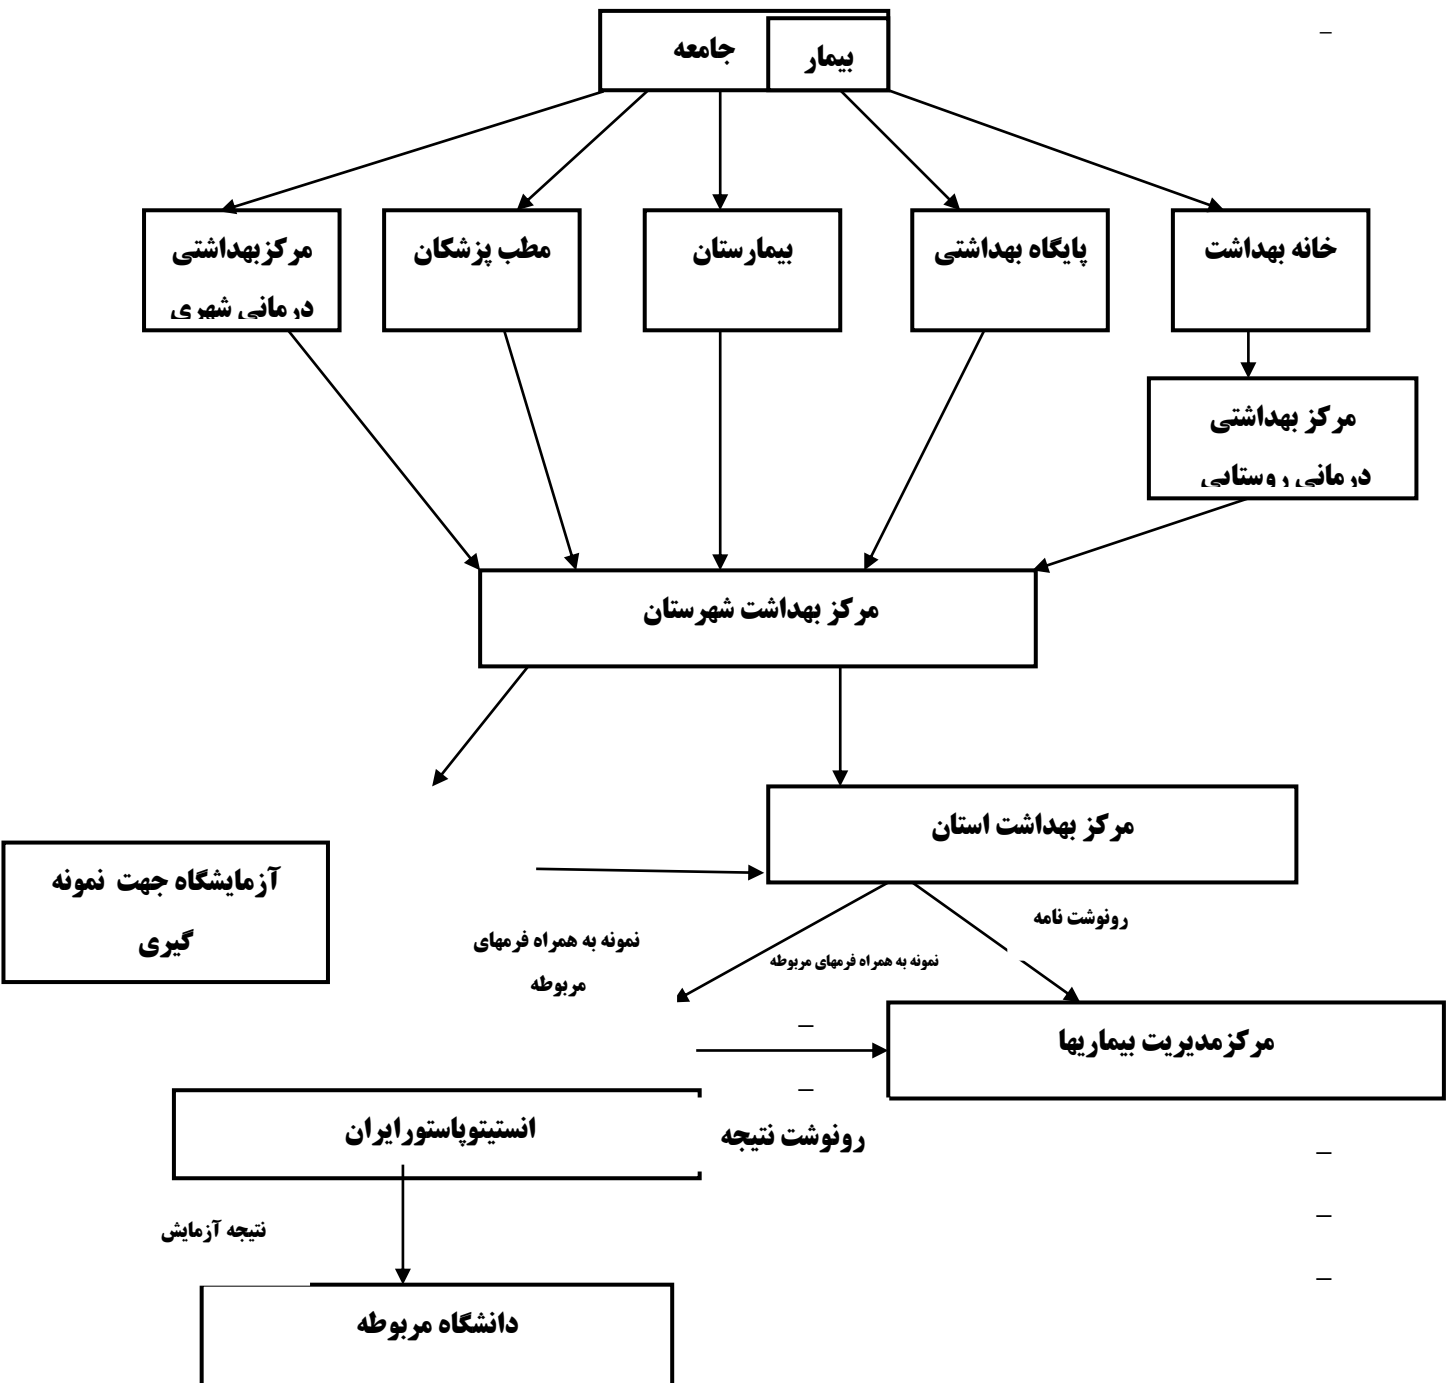 جامعه
بیمار
خانه بهداشت
پایگاه بهداشتی
بیمارستان
مطب پزشکان
مرکزبهداشتی
درمانی شهری
مرکز بهداشتی
درمانی روستایی
مرکز بهداشت شهرستان
مرکز بهداشت استان
آزمایشگاه جهت نمونه
گیری
نمونه به همراه فرمهای
مربوطه
نمونه به همراه فرمهای مربوطه
رونوشت نامه
مرکزمدیریت بیماریها
انستیتوپاستورایران
رونوشت نتیجه
نتیجه آزمایش
دانشگاه مربوطه